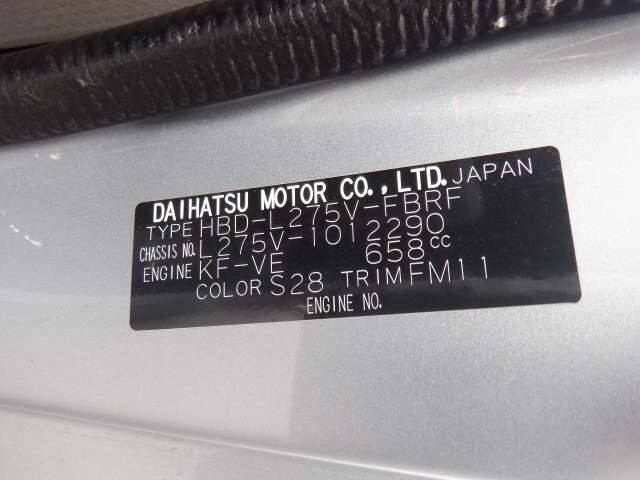 DAIHATSU MOTOR CO.,LTD. JAPAN
TYPE HBD-L275V-FBRF
CHASSIS NO. L275V-1012290
ENGINE KF-VE 658cc
COLOR S28 TRIM FM11
ENGINE NO.